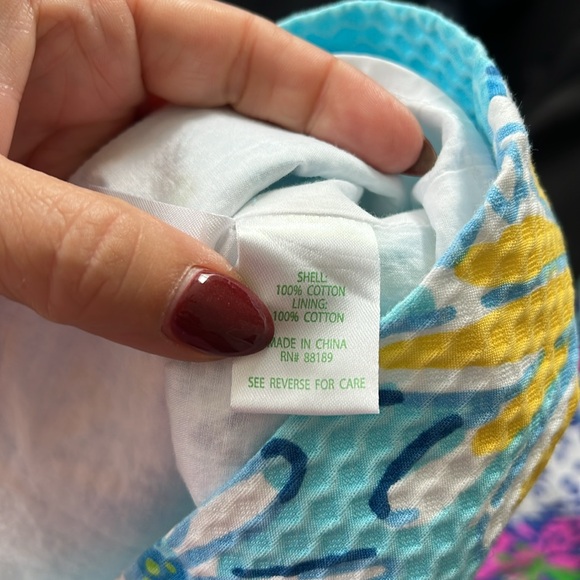 SHELL:
100% COTTON
LINING:
100% COTTON
MADE IN CHINA
RN# 88189
SEE REVERSE FOR CARE